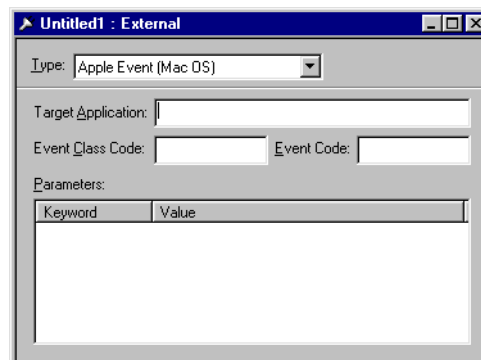 Untitled1 : External
Type: Apple Event (Mac OS)
Target Application:
Event Class Code: Event Code:
Parameters:
Keyword Value